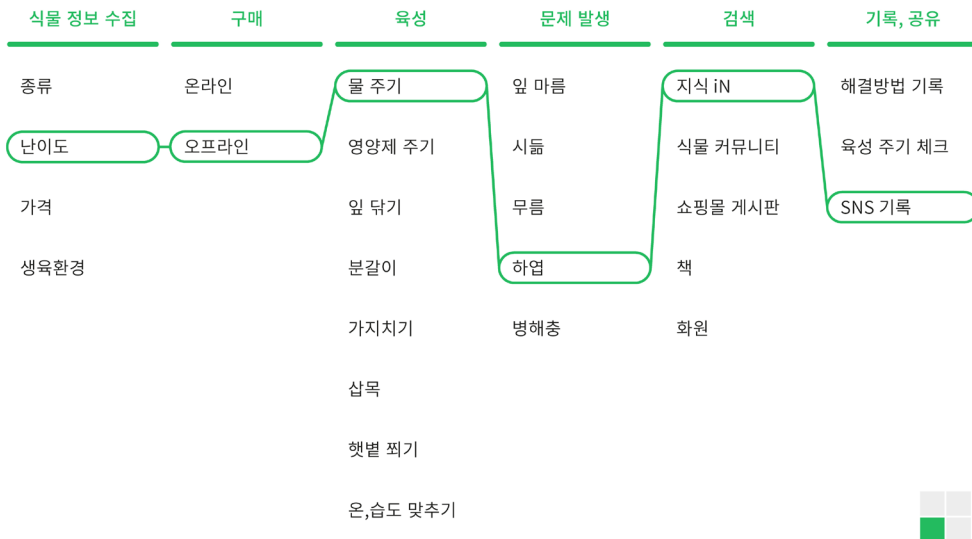 식물 정보 수집
종류
난이도
가격
생육환경
구매
온라인
오프라인
육성
물 주기
영양제 주기
잎 닦기
분갈이
가지치기
삽목
햇볕 쬐기
온,습도 맞추기
문제 발생
잎 마름
시듦
무름
하엽
병해충
검색
지식 iN
식물 커뮤니티
쇼핑몰 게시판
책
화원
기록, 공유
해결방법 기록
육성 주기 체크
SNS 기록